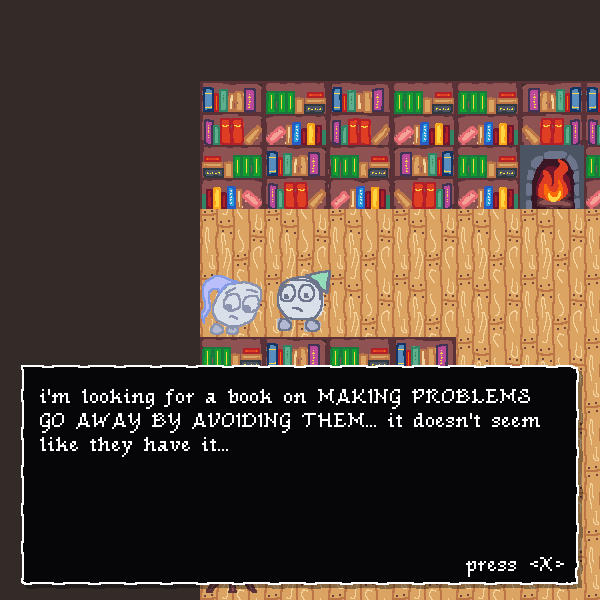 i'm looking for a book on MAKING PROBLEMS
GO AWAY BY AVOIDING THEM... it doesn't seem
like they have it...
press <X>